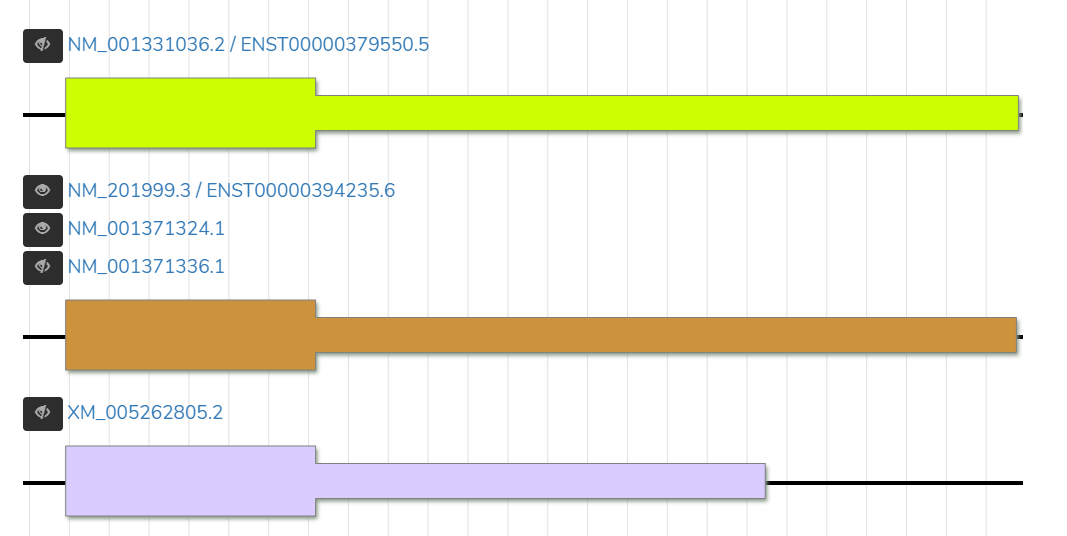 NM_001331036.2 / ENST00000379550.5
NM_201999.3 / ENST00000394235.6
NM_001371324.1
NM_001371336.1
XM_005262805.2